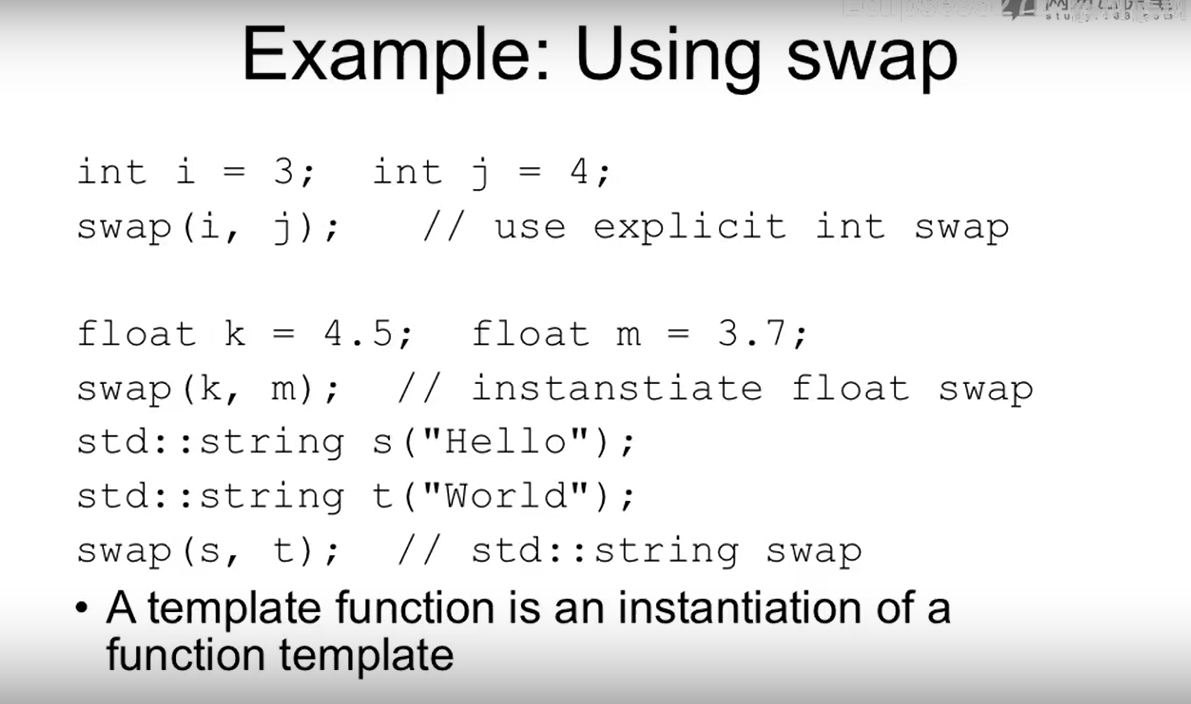 Example: Using swap
int i = 3;  int j = 4;
swap(i, j);   // use explicit int swap
float k = 4.5;  float m = 3.7;
swap(k, m);  // instanstiate float swap
std::string s("Hello");
std::string t("World");
swap(s, t);  // std::string swap
• A template function is an instantiation of a
function template